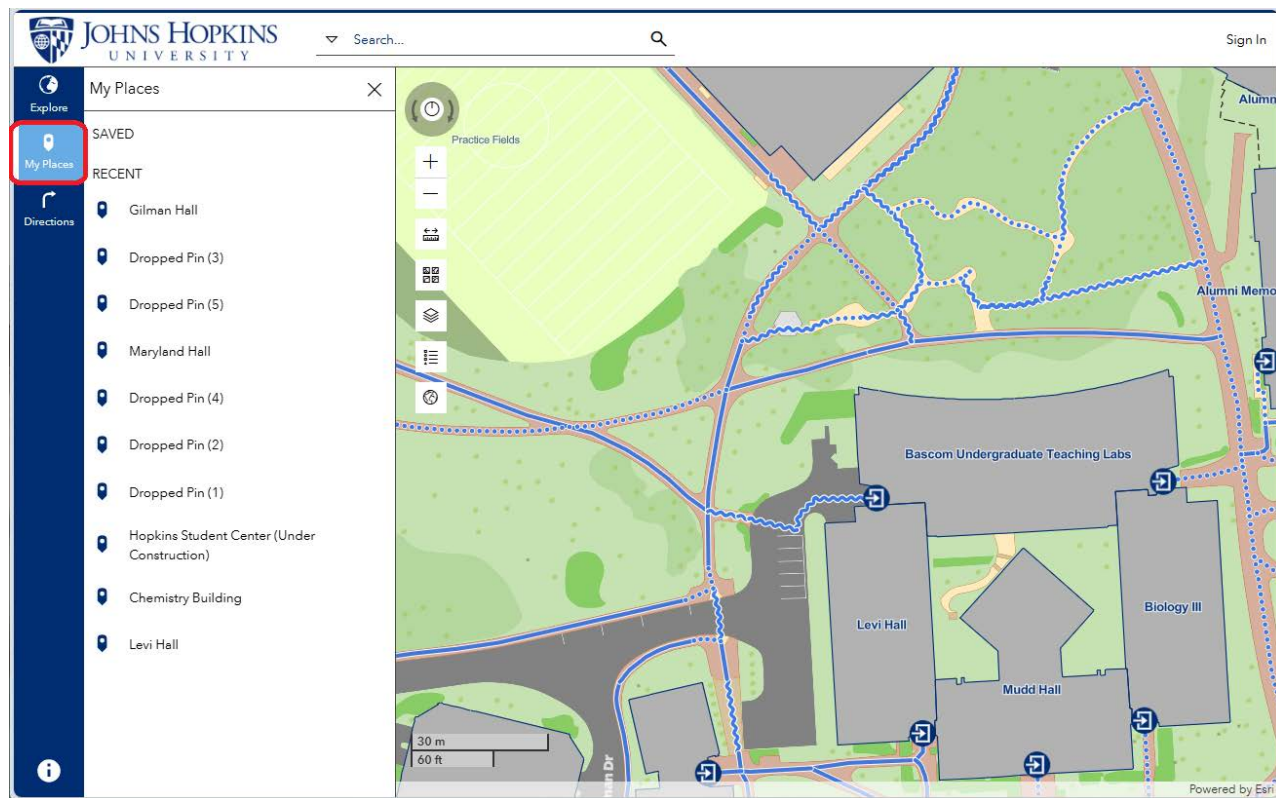 JOHNS HOPKINS
UNIVERSITY
Search...
Sign In
Explore
My Places
Directions
My Places
SAVED
RECENT
Gilman Hall
Dropped Pin (3)
Dropped Pin (5)
Maryland Hall
Dropped Pin (4)
Dropped Pin (2)
Dropped Pin (1)
Hopkins Student Center (Under
Construction)
Chemistry Building
Levi Hall
Practice Fields
Alumn
Alumni Memo
Bascom Undergraduate Teaching Labs
Biology III
Levi Hall
Mudd Hall
30 m
60 ft
man Dr
Powered by Esri